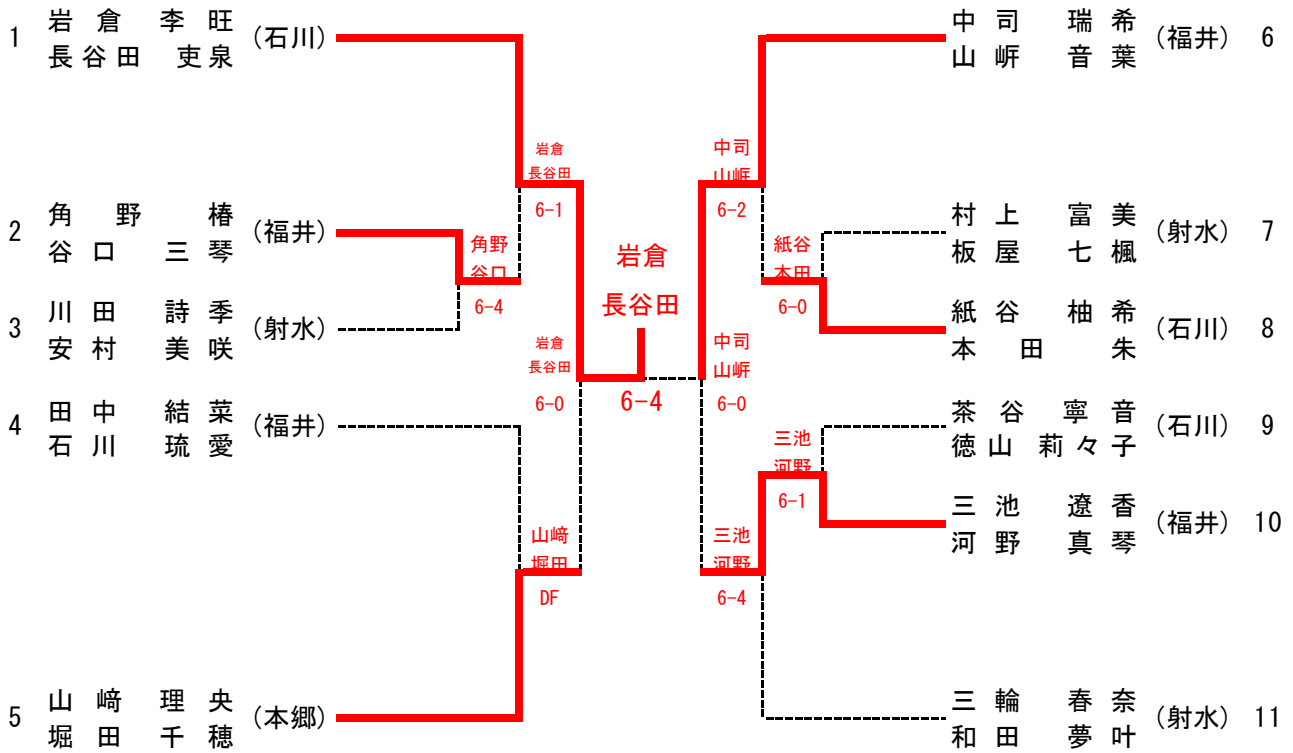 1 岩倉 李旺 (石川)
長谷田 吏泉
2 角野 椿 (福井)
谷口 三琴
3 川田 詩季 (射水)
安村 美咲
4 田中 結菜 (福井)
石川 琉愛
5 山﨑 理央 (本郷)
堀田 千穂
岩倉
長谷田
6-1
角野
谷口
6-4
岩倉
長谷田
6-0
山﨑
堀田
DF
岩倉
長谷田
6-4
中司
山岼
6-2
紙谷
本田
6-0
中司
山岼
6-0
三池
河野
6-1
三池
河野
6-4
中司 瑞希 (福井) 6
山岼 音葉
村上 富美 (射水) 7
板屋 七楓
紙谷 柚希 (石川) 8
本田 朱
茶谷 寧音 (石川) 9
徳山 莉々子
三池 遼香 (福井) 10
河野 真琴
三輪 春奈 (射水) 11
和田 夢叶